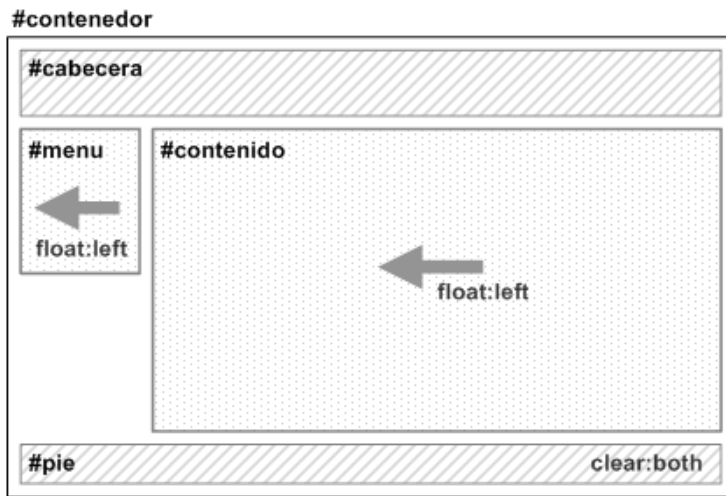 #contenedor
#cabecera
#menu
float:left
#contenido
float:left
#pie
clear:both